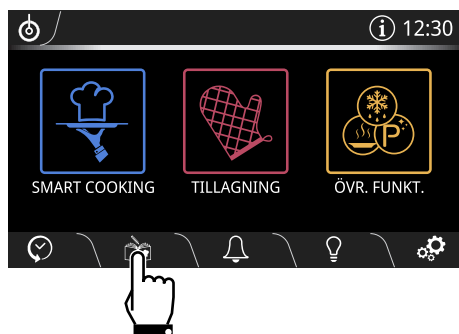 i 12:30
SMART COOKING
TILLAGNING
P
ÖVR. FUNKT.